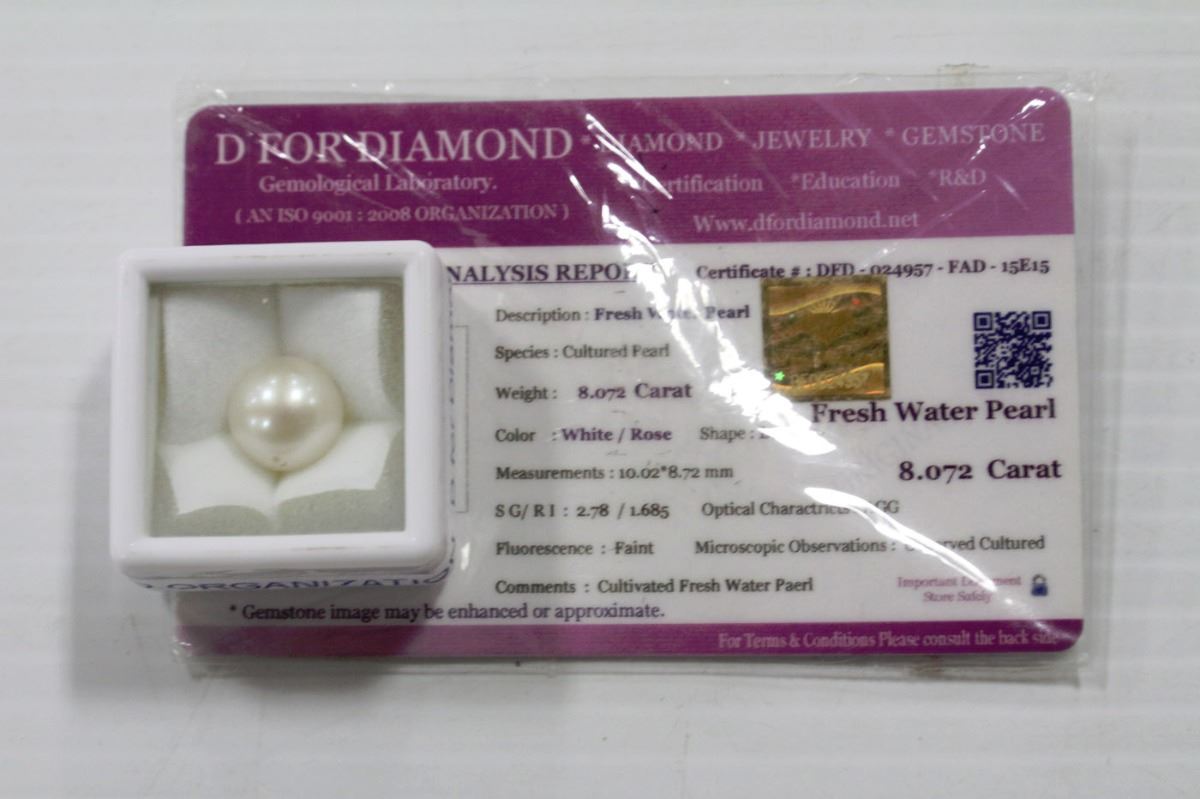 D FOR DIAMOND * DIAMOND * JEWELRY * GEMSTONE
Gemological Laboratory. Certification *Education *R&D
( AN ISO 9001 : 2008 ORGANIZATION )
Www.dfordiamond.net
NALYSIS REPO Certificate # : DFD - 024957 - FAD - 15E15
Description : Fresh Water Pearl
Species : Cultured Pearl
Weight : 8.072 Carat
Fresh Water Pearl
Color : White / Rose Shape :
Measurements : 10.02*8.72 mm
8.072 Carat
S G/ R I : 2.78 / 1.685 Optical Charactrics GG
Fluorescence : Faint Microscopic Observations : Cultured
Comments : Cultivated Fresh Water Paerl
Important Document
Store Safely
ORGANIZATIO
* Gemstone image may be enhanced or approximate.
For Terms & Conditions Please consult the back side